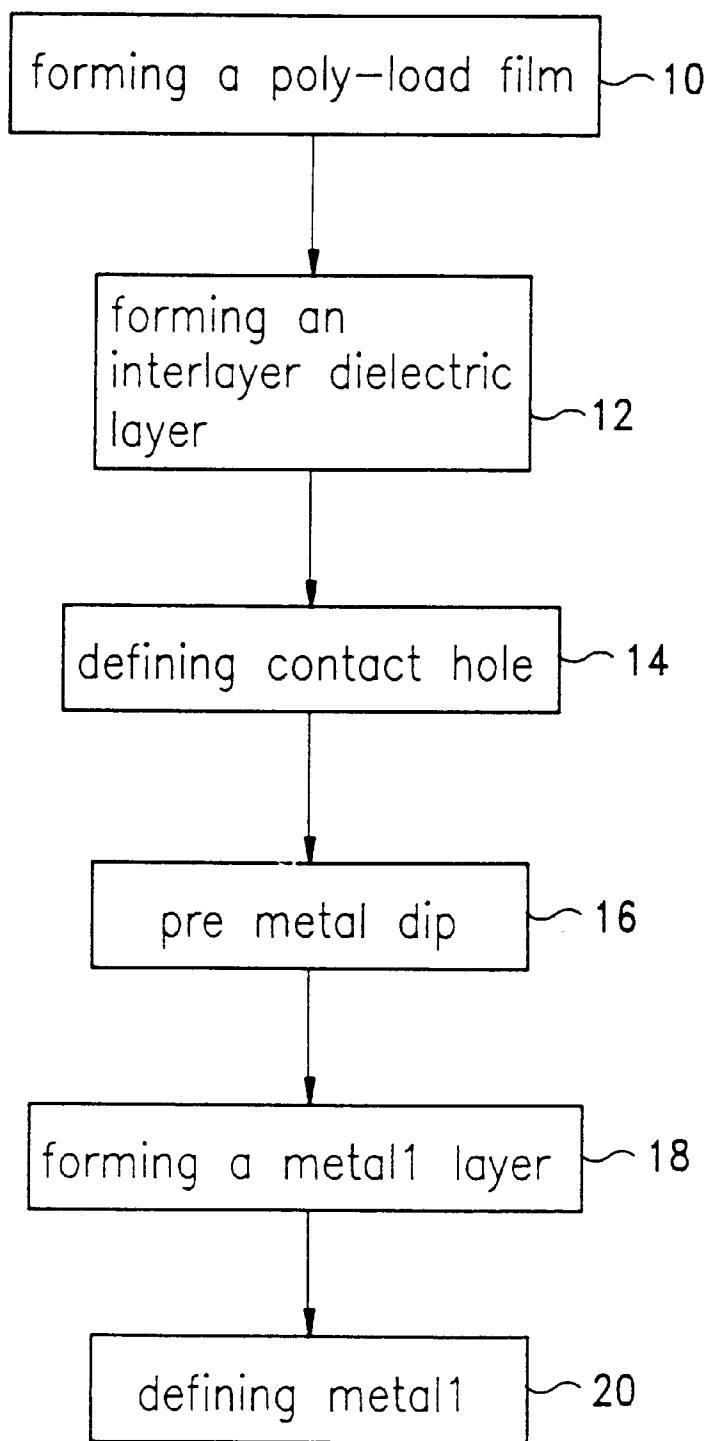 forming a poly-load film 10
forming an
interlayer dielectric
layer
12
defining contact hole 14
pre metal dip 16
forming a metal1 layer 18
defining metal1 20